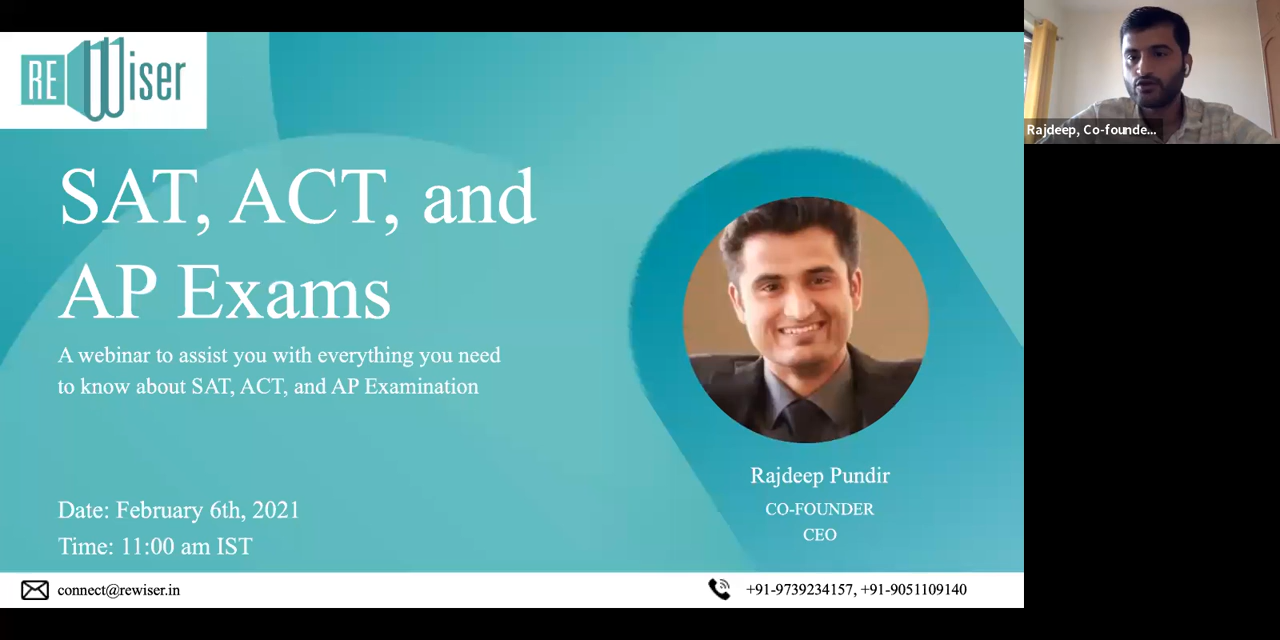 REWiser
SAT, ACT, and
AP Exams
A webinar to assist you with everything you need
to know about SAT, ACT, and AP Examination
Date: February 6th, 2021
Time: 11:00 am IST
Rajdeep Pundir
CO-FOUNDER
CEO
connect@rewiser.in
+91-9739234157, +91-9051109140
Rajdeep, Co-founde...